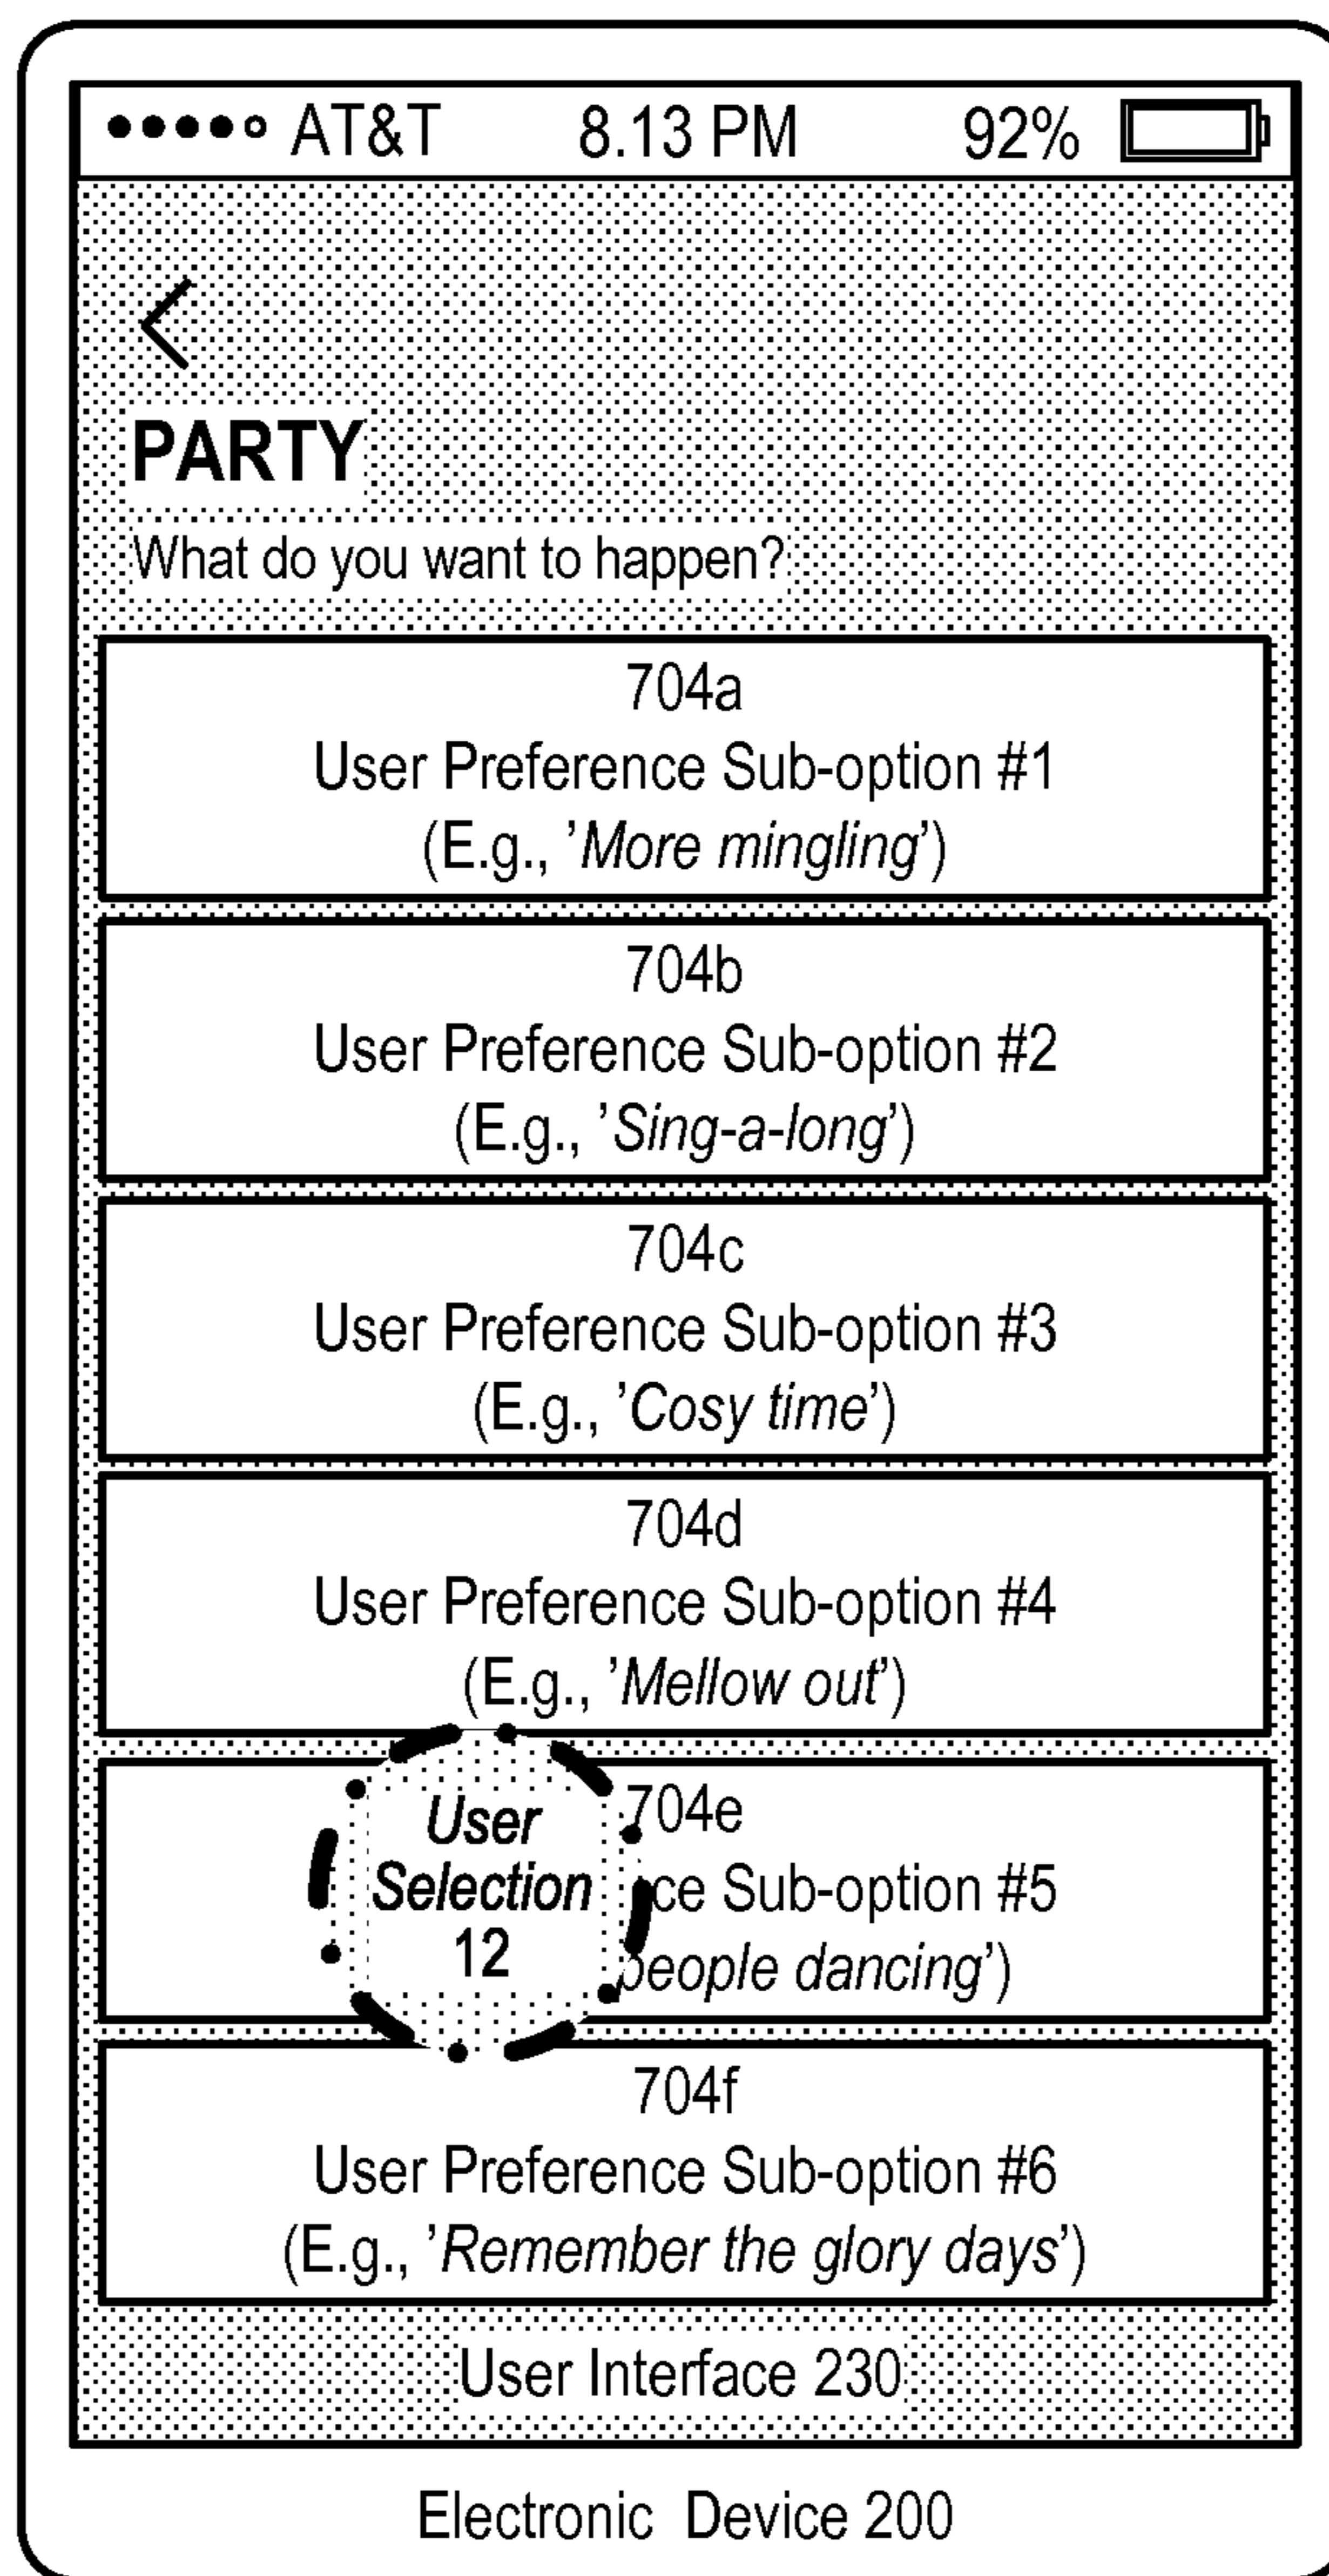 AT&T 8.13 PM 92%
PARTY
What do you want to happen?
704a
User Preference Sub-option #1
(E.g., 'More mingling')
704b
User Preference Sub-option #2
(E.g., 'Sing-a-long')
704c
User Preference Sub-option #3
(E.g., 'Cosy time')
704d
User Preference Sub-option #4
(E.g., 'Mellow out')
User
Selection
12
704e
ce Sub-option #5
people dancing')
704f
User Preference Sub-option #6
(E.g., 'Remember the glory days')
User Interface 230
Electronic Device 200